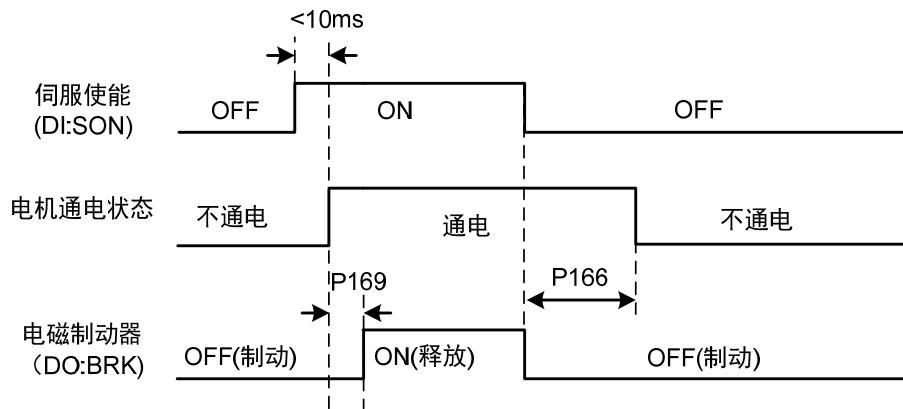 <10ms
伺服使能
(DI:SON)
OFF
ON
OFF
电机通电状态
不通电
通电
不通电
P169
P166
电磁制动器
（DO:BRK)
OFF(制动)
ON(释放)
OFF(制动)